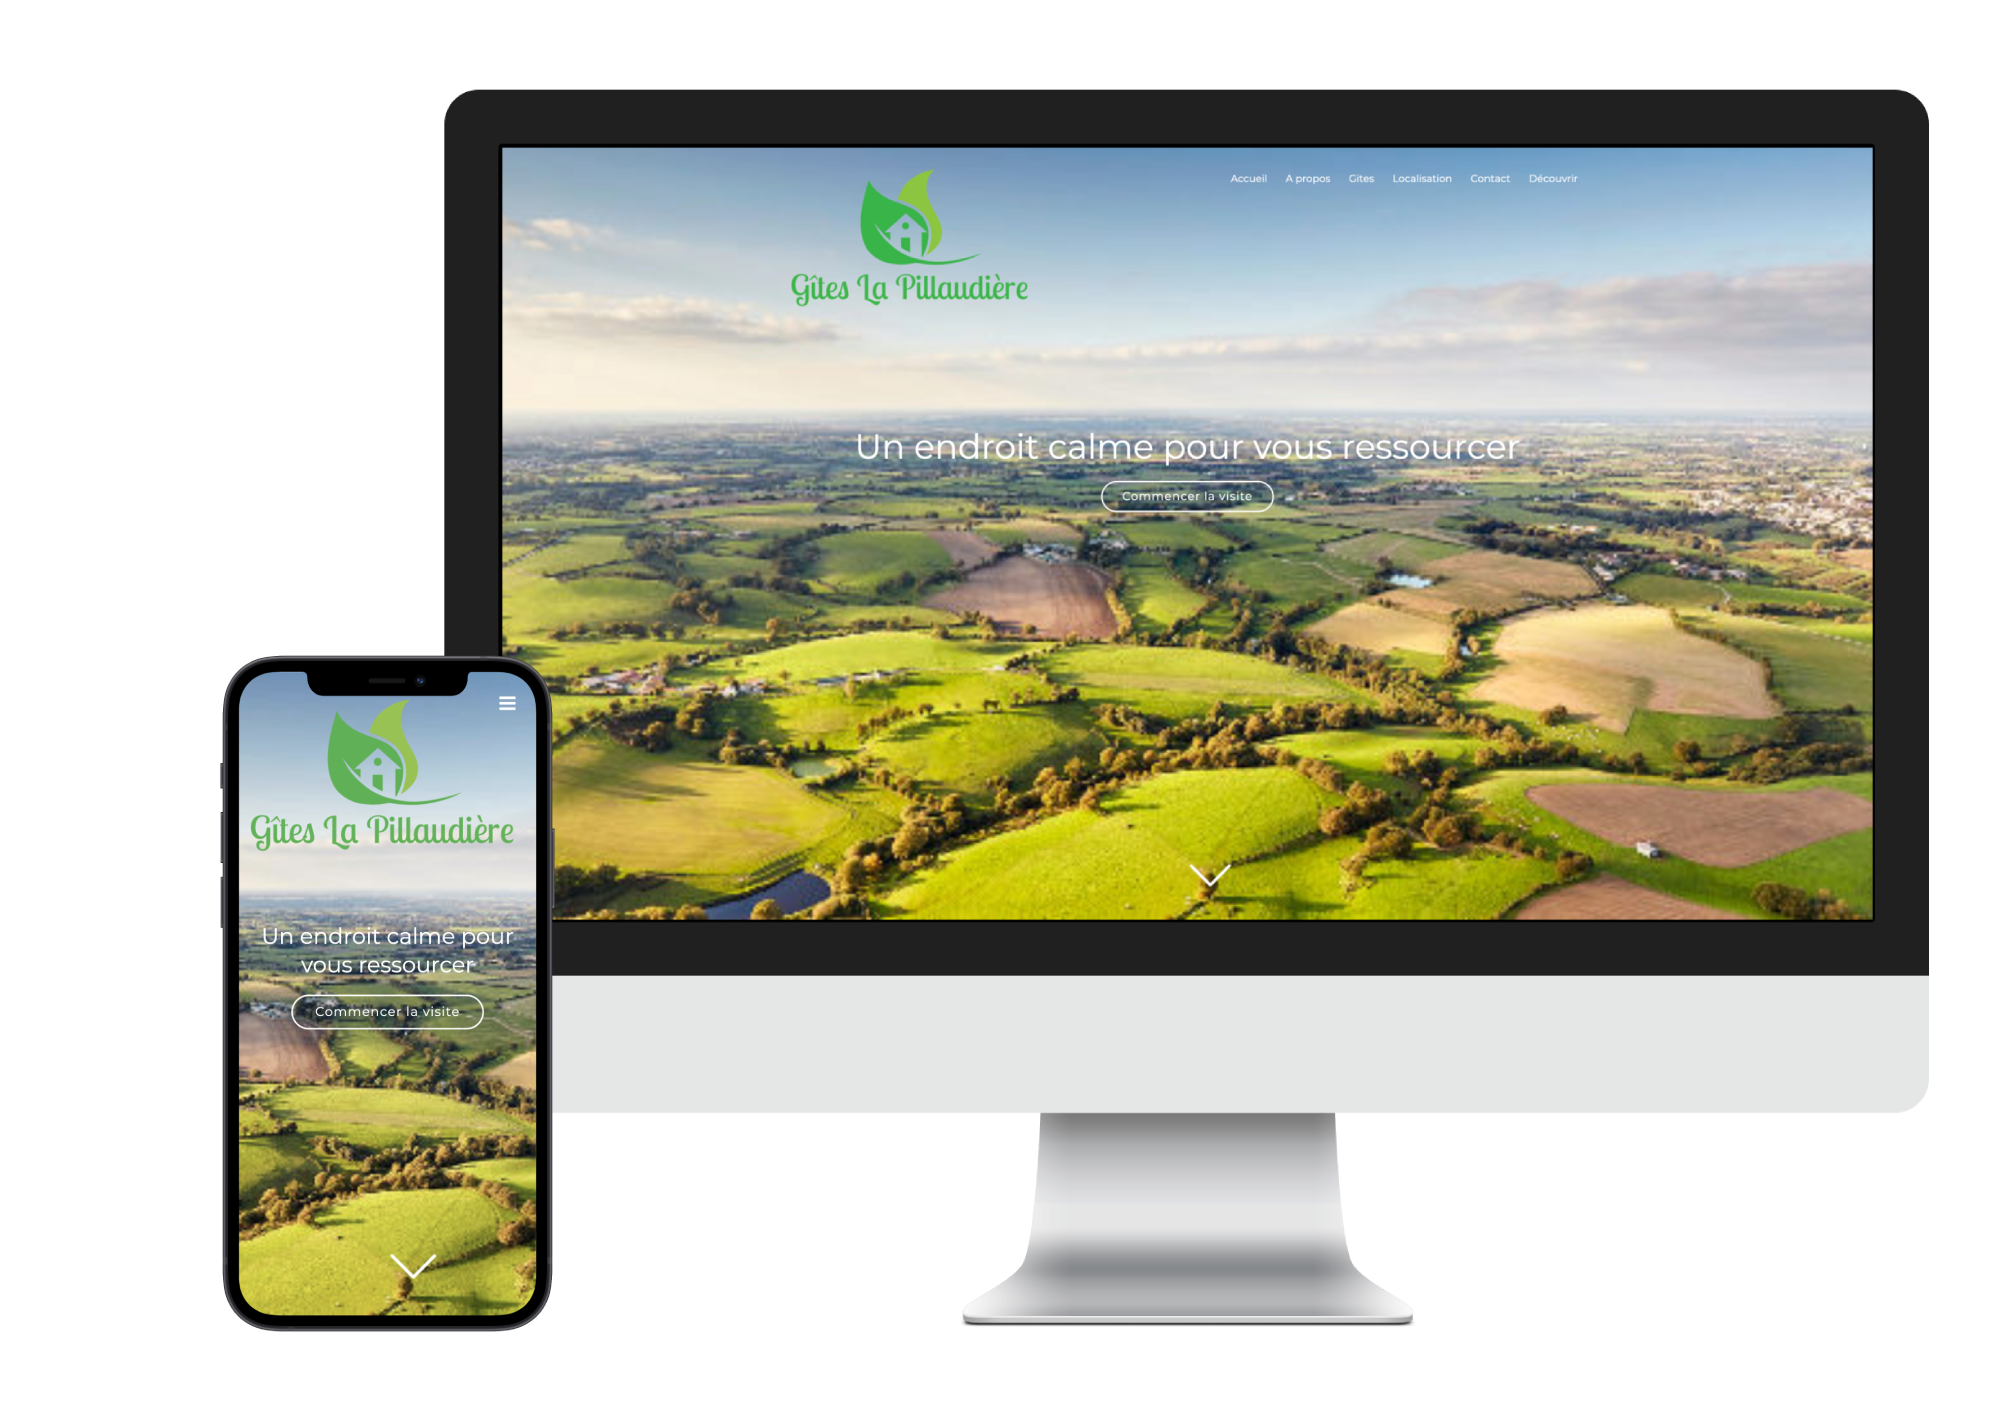 Accueil A propos Gîtes Localisation Contact Découvrir
Gîtes La Pillaudière
Un endroit calme pour vous ressourcer
Commencer la visite
Gîtes La Pillaudière
Un endroit calme pour
vous ressourcer
Commencer la visite